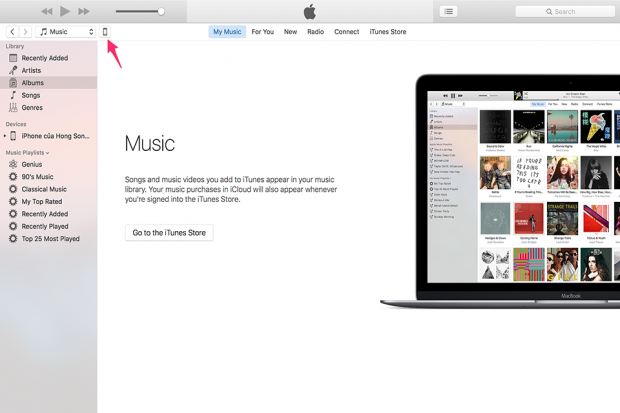 Search
Music
My Music
For You
New
Radio
Connect
iTunes Store
Library
Recently Added
Artists
Albums
Songs
Genres
Devices
iPhone của Hong Son...
Music Playlists
Genius
90's Music
Classical Music
My Top Rated
Recently Added
Recently Played
Top 25 Most Played
Music
Songs and music videos you add to iTunes appear in your music
library. Your music purchases in iCloud will also appear whenever
you're signed into the iTunes Store.
Go to the iTunes Store
MacBook